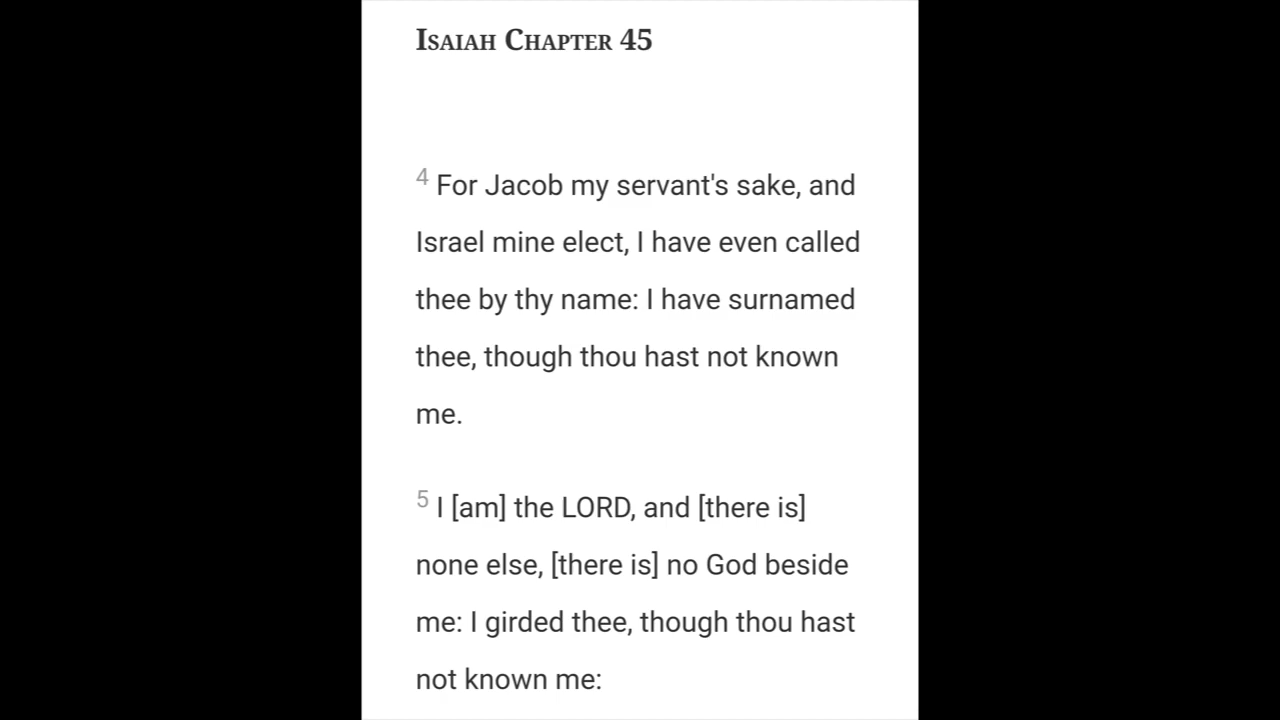 Isaiah Chapter 45
4 For Jacob my servant's sake, and
Israel mine elect, I have even called
thee by thy name: I have surnamed
thee, though thou hast not known
me.
5 I [am] the LORD, and [there is]
none else, [there is] no God beside
me: I girded thee, though thou hast
not known me: